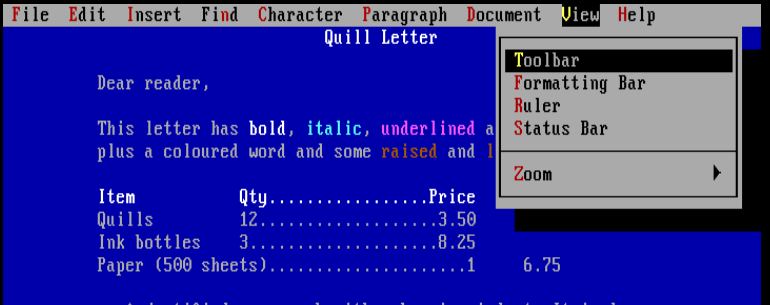 File Edit Insert Find Character Paragraph Document View Help
Quill Letter
Toolbar
Formatting Bar
Ruler
Status Bar
Zoom
Dear reader,
This letter has bold, italic, underlined a
plus a coloured word and some raised and l
Item Qty..................Price
Quills 12..................3.50
Ink bottles 3...................8.25
Paper (500 sheets)....................1 6.75